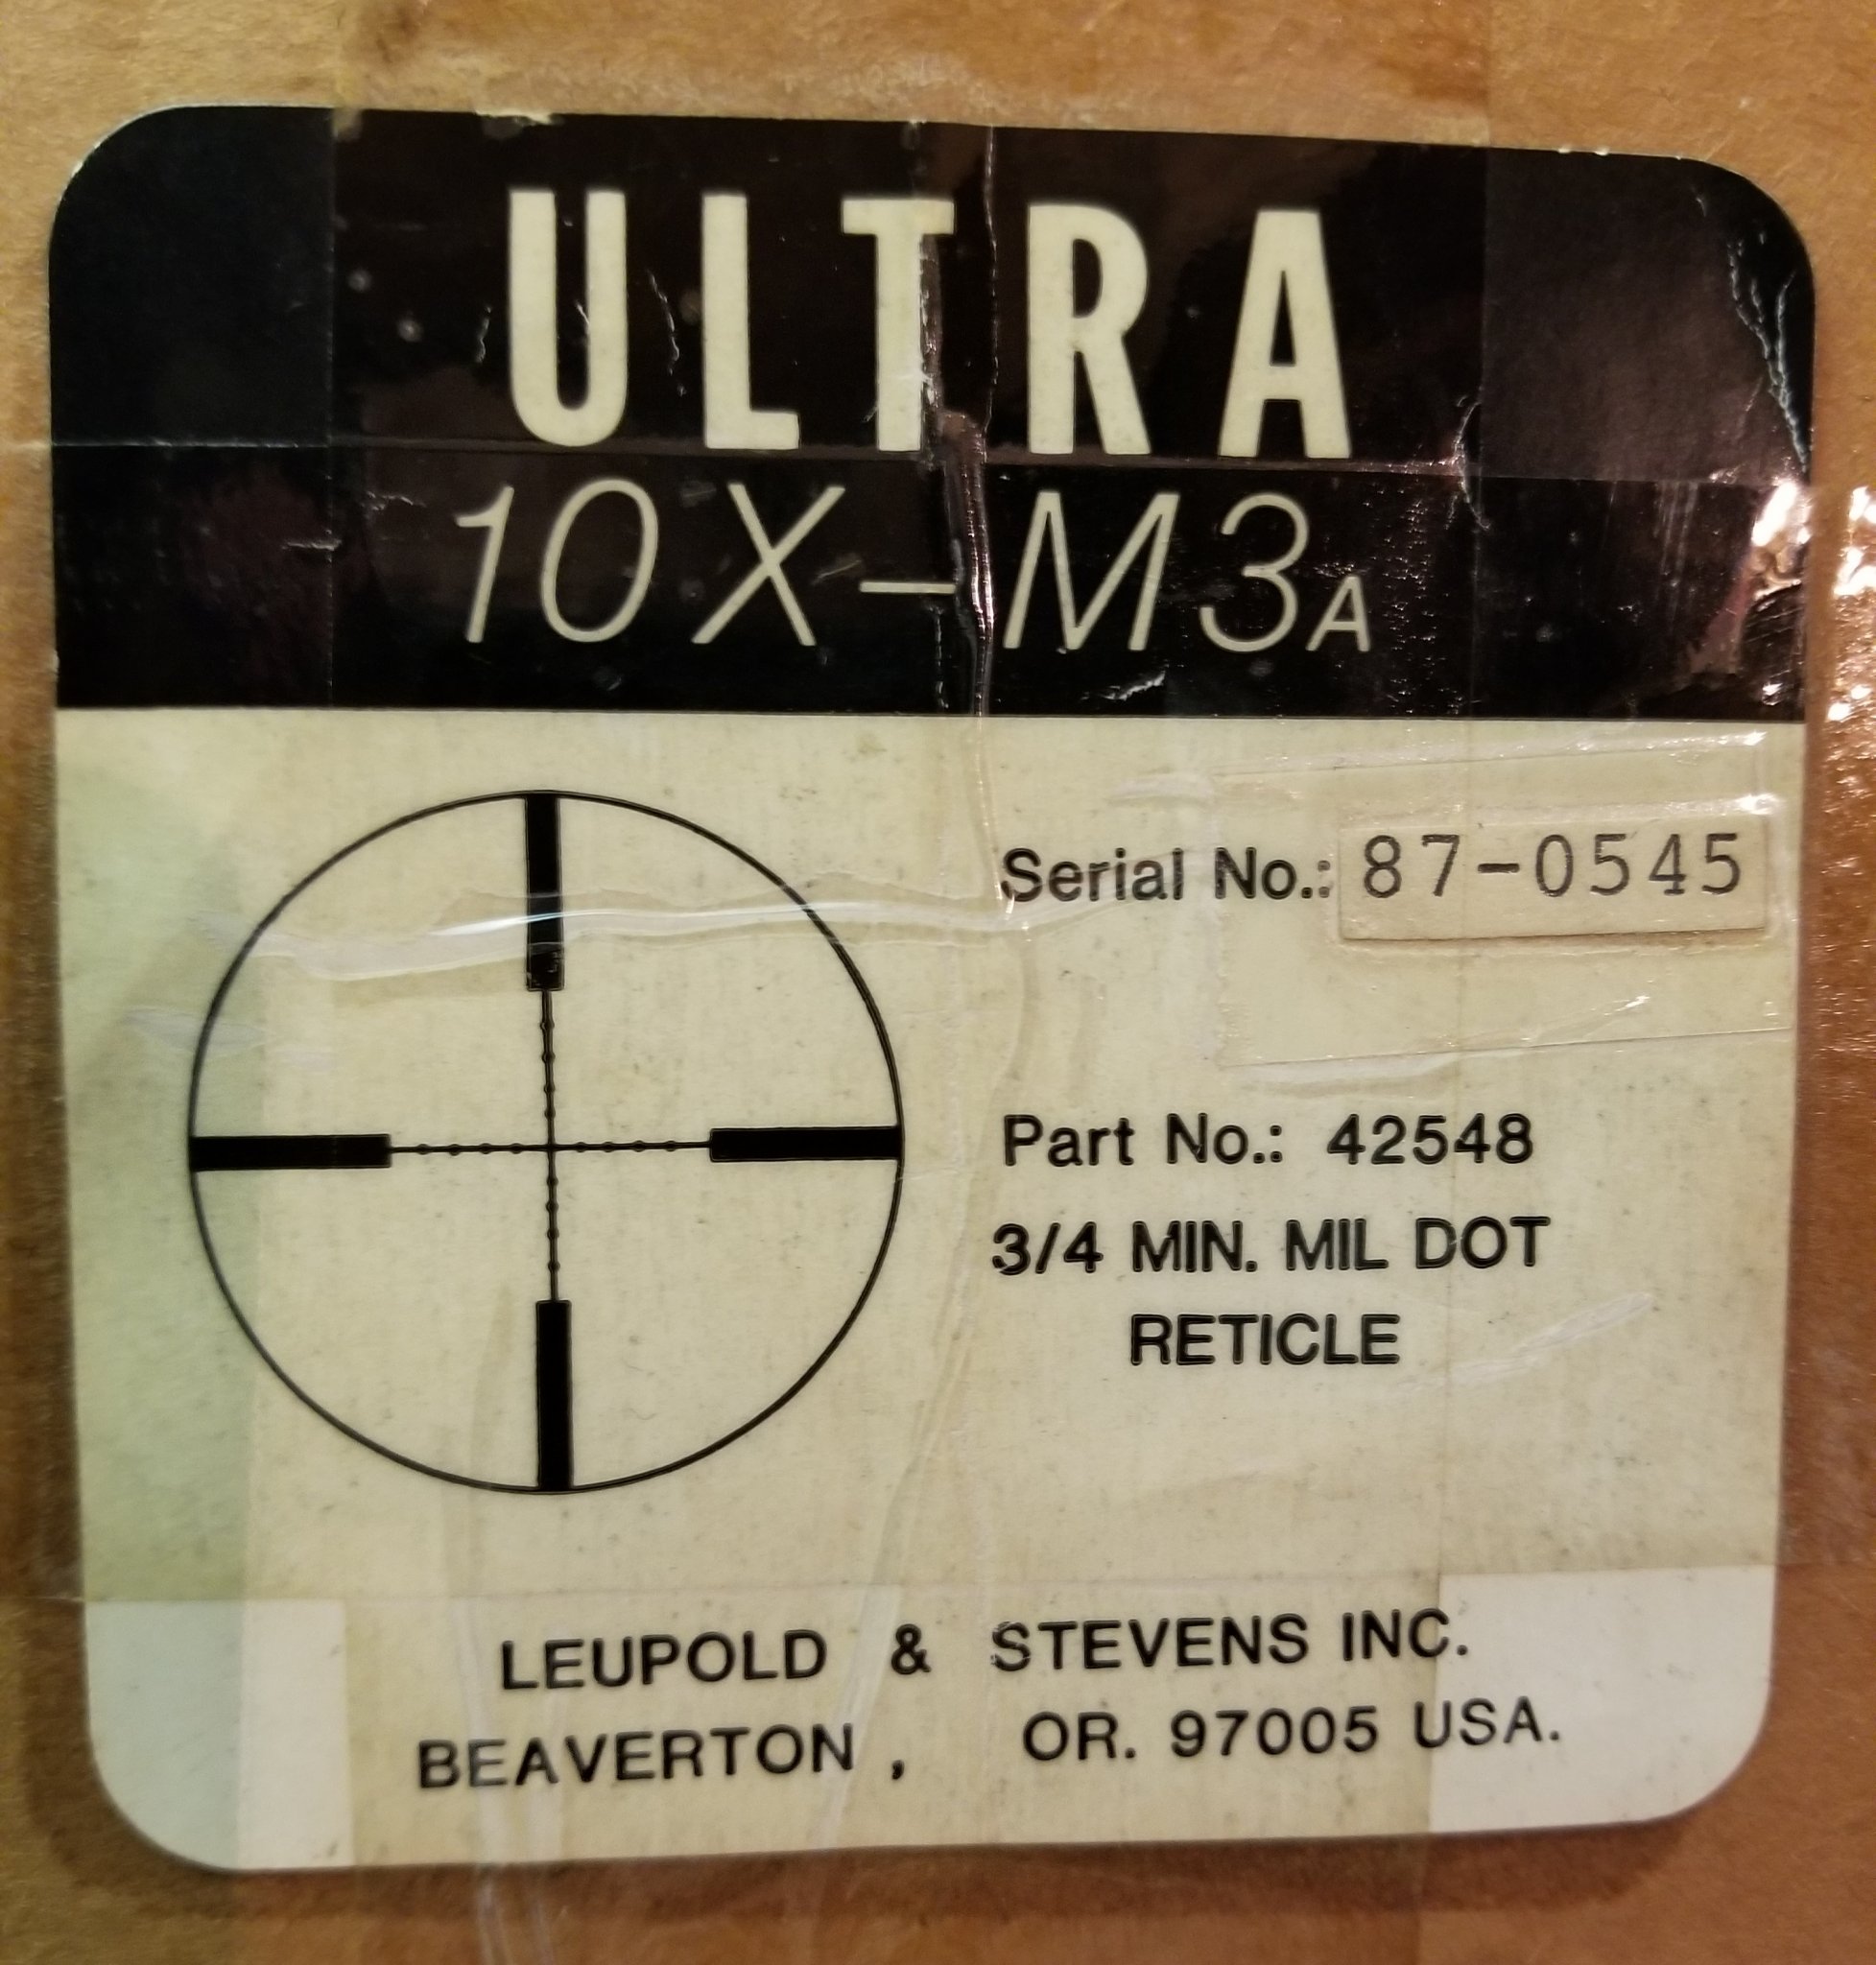 ULTRA
10X-M3A
Serial No.: 87-0545
Part No.: 42548
3/4 MIN. MIL DOT
RETICLE
LEUPOLD & STEVENS INC.
BEAVERTON , OR. 97005 USA.